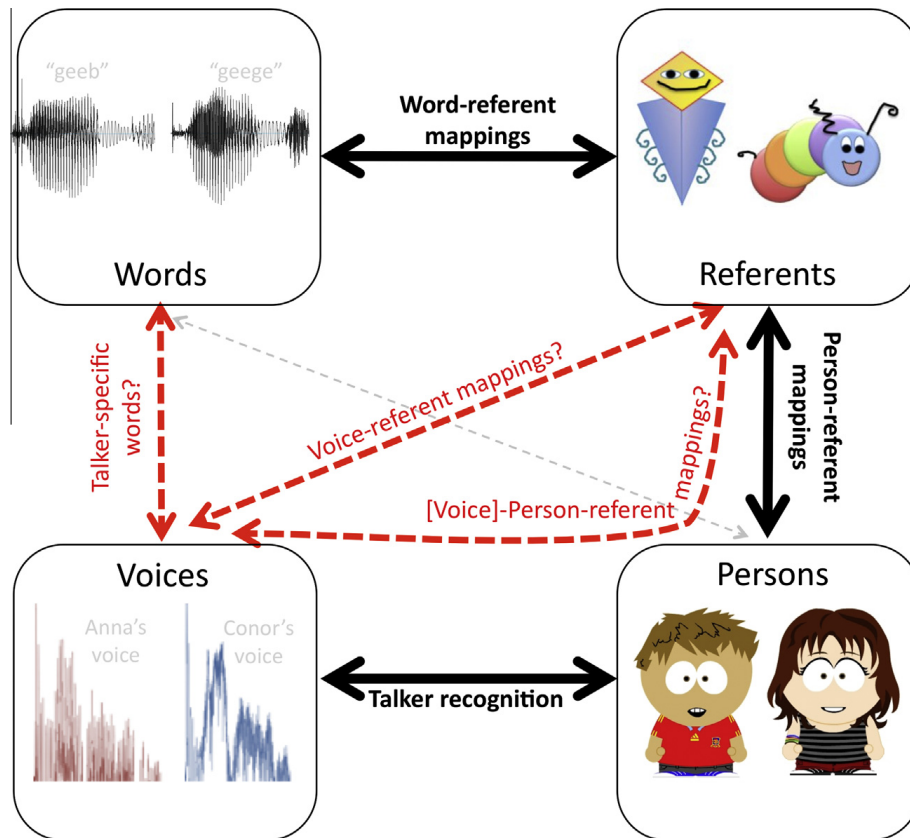 “geeb”
“geege”
Words
Word-referent
mappings
Referents
Talker-specific
words?
Voice-referent mappings?
[Voice]-Person-referent mappings?
Person-referent
mappings
Voices
Anna’s
voice
Conor’s
voice
Talker recognition
Persons